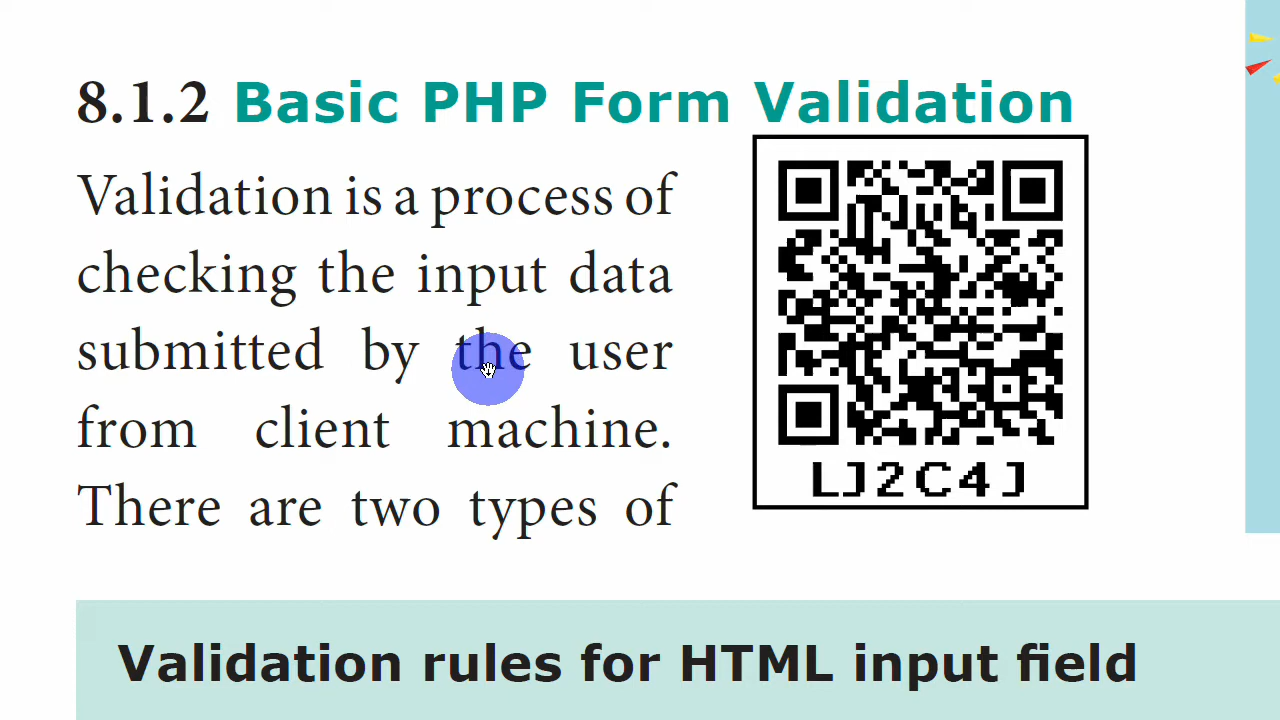 8.1.2 Basic PHP Form Validation
Validation is a process of
checking the input data
submitted by the user
from client machine.
There are two types of
LJ2C4J
Validation rules for HTML input field